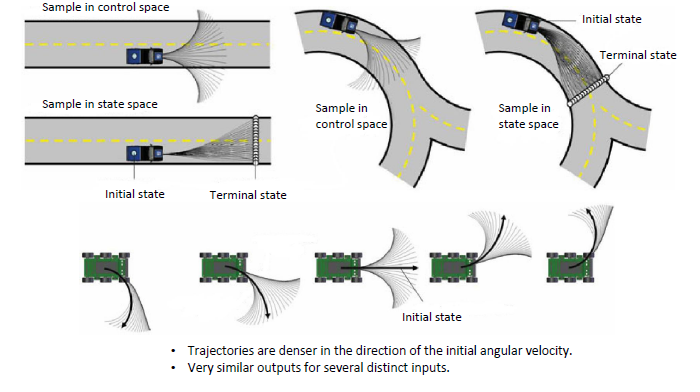 Sample in control space
Initial state
Terminal state
Sample in state space
Sample in
control space
Sample in
state space
Initial state
Terminal state
Initial state
• Trajectories are denser in the direction of the initial angular velocity.
• Very similar outputs for several distinct inputs.